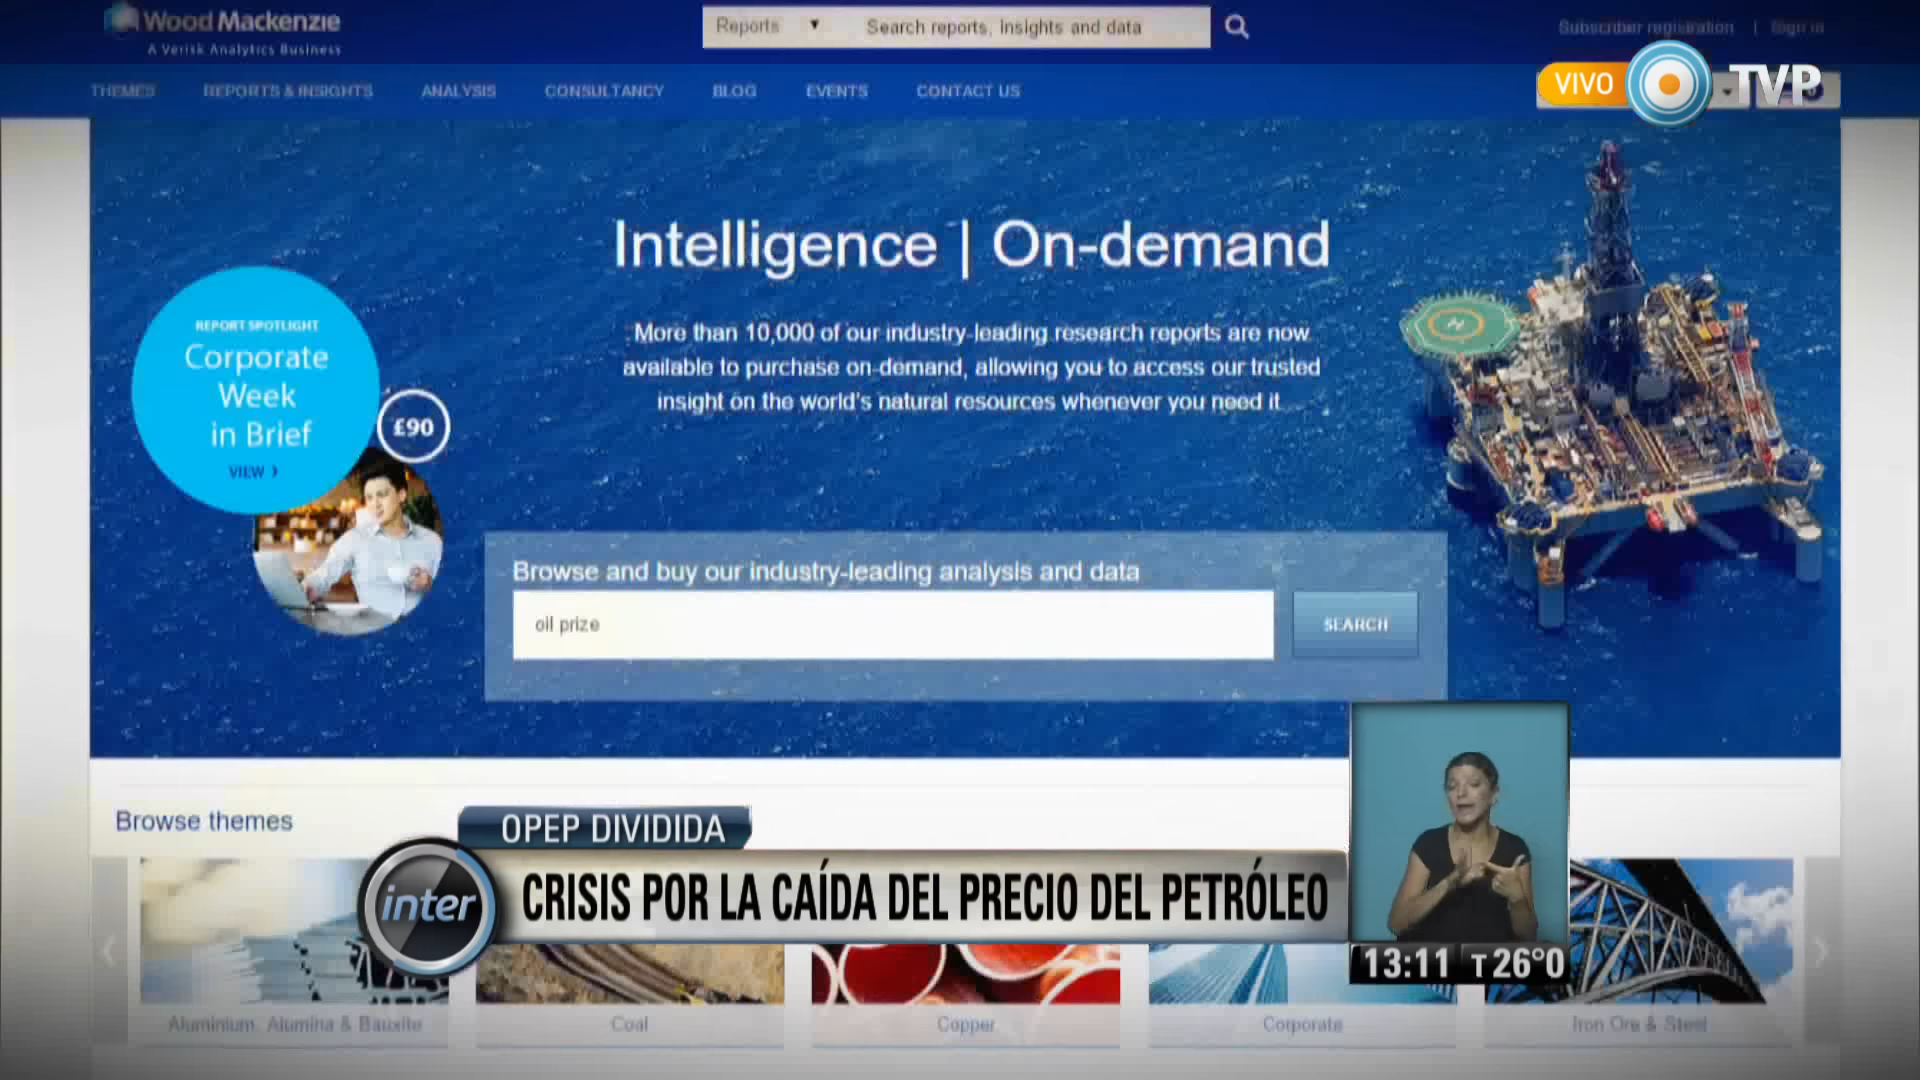 Wood Mackenzie
A Verisk Analytics Business
Reports
Search reports, insights and data
Subscriber registration | Sign in
THEMES REPORTS & INSIGHTS ANALYSIS CONSULTANCY BLOG EVENTS CONTACT US
VIVO TVP
Intelligence | On-demand
More than 10,000 of our industry-leading research reports are now
available to purchase on-demand, allowing you to access our trusted
insight on the world's natural resources whenever you need it
REPORT SPOTLIGHT
Corporate
Week
in Brief
VIEW ›
£90
Browse and buy our industry-leading analysis and data
oil prize
SEARCH
Browse themes
OPEP DIVIDIDA
inter
CRISIS POR LA CAÍDA DEL PRECIO DEL PETRÓLEO
13:11 T 26°0
Aluminium, Alumina & Bauxite
Coal
Copper
Corporate
Iron Ore & Steel